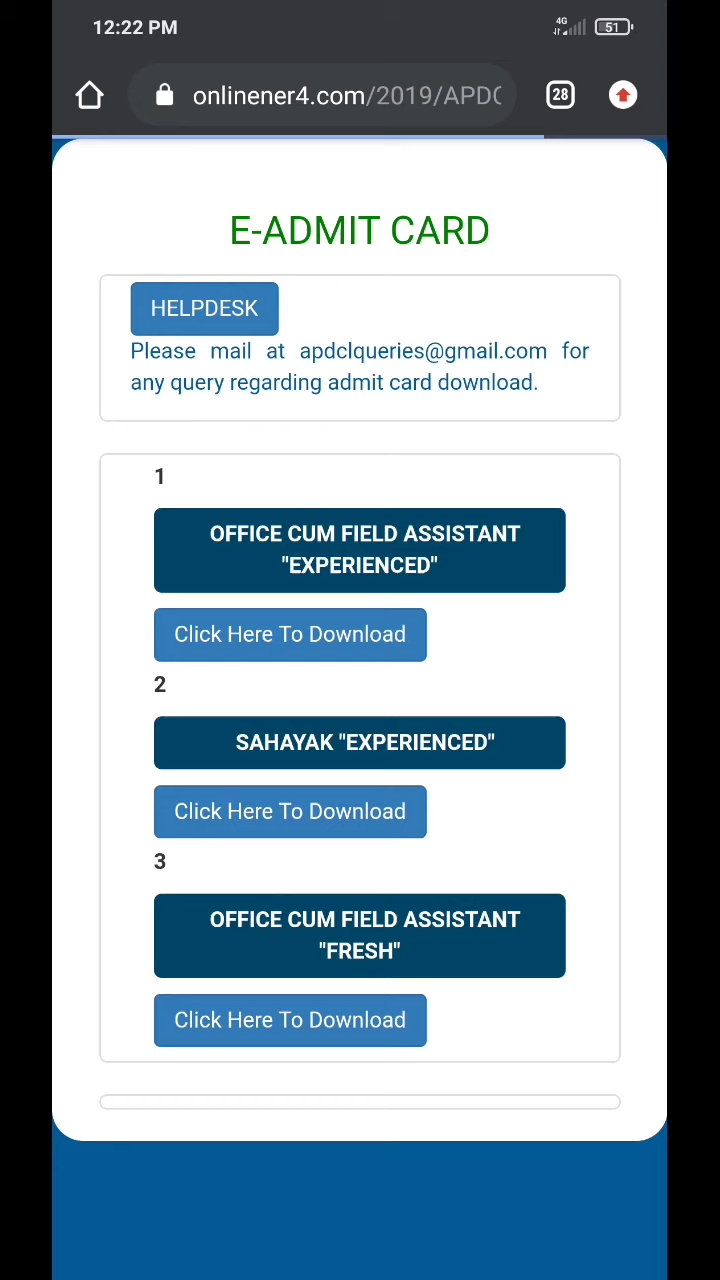 12:22 PM
4G
51
onlinener4.com/2019/APDC
28
E-ADMIT CARD
HELPDESK
Please mail at apdclqueries@gmail.com for
any query regarding admit card download.
1
OFFICE CUM FIELD ASSISTANT
"EXPERIENCED"
Click Here To Download
2
SAHAYAK "EXPERIENCED"
Click Here To Download
3
OFFICE CUM FIELD ASSISTANT
"FRESH"
Click Here To Download